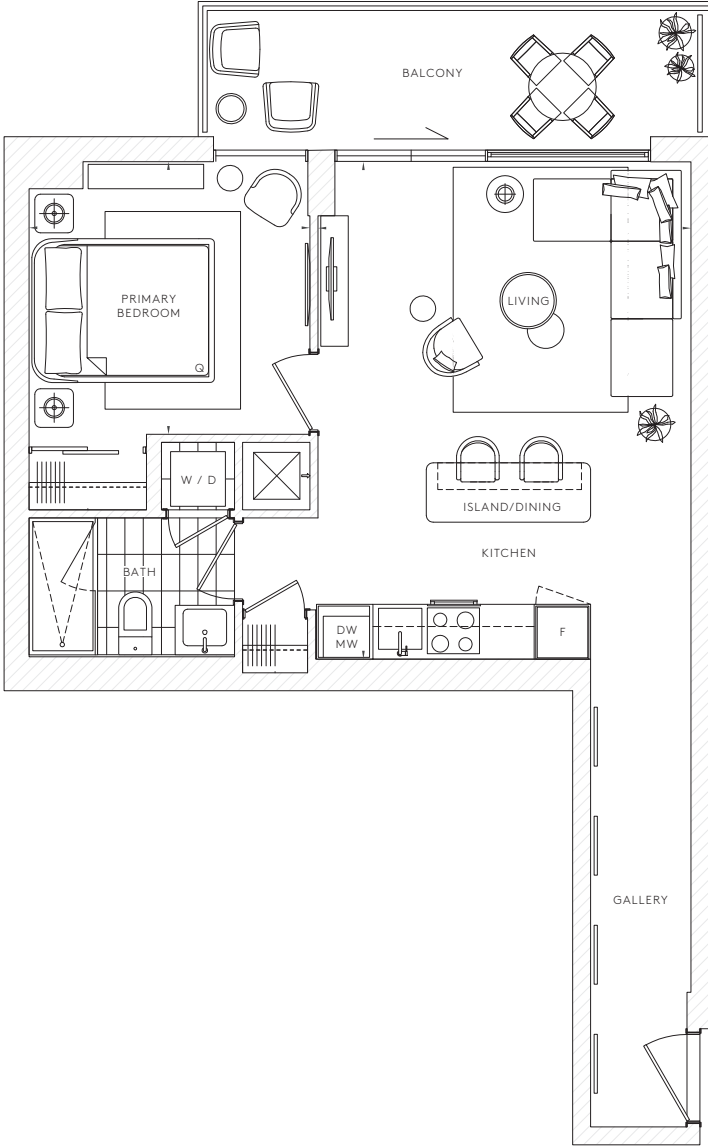 BALCONY
PRIMARY
BEDROOM
Q
LIVING
W / D
ISLAND/DINING
KITCHEN
BATH
DW
MW
F
GALLERY